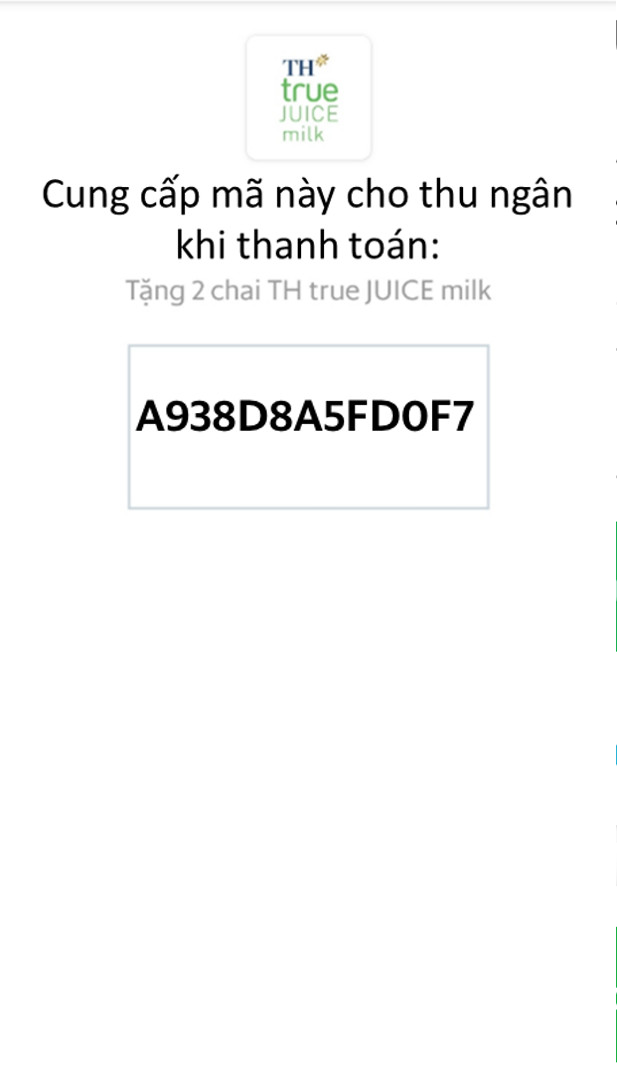 TH
true
JUICE
milk
Cung cấp mã này cho thu ngân
khi thanh toán:
Tặng 2 chai TH true JUICE milk
A938D8A5FD0F7